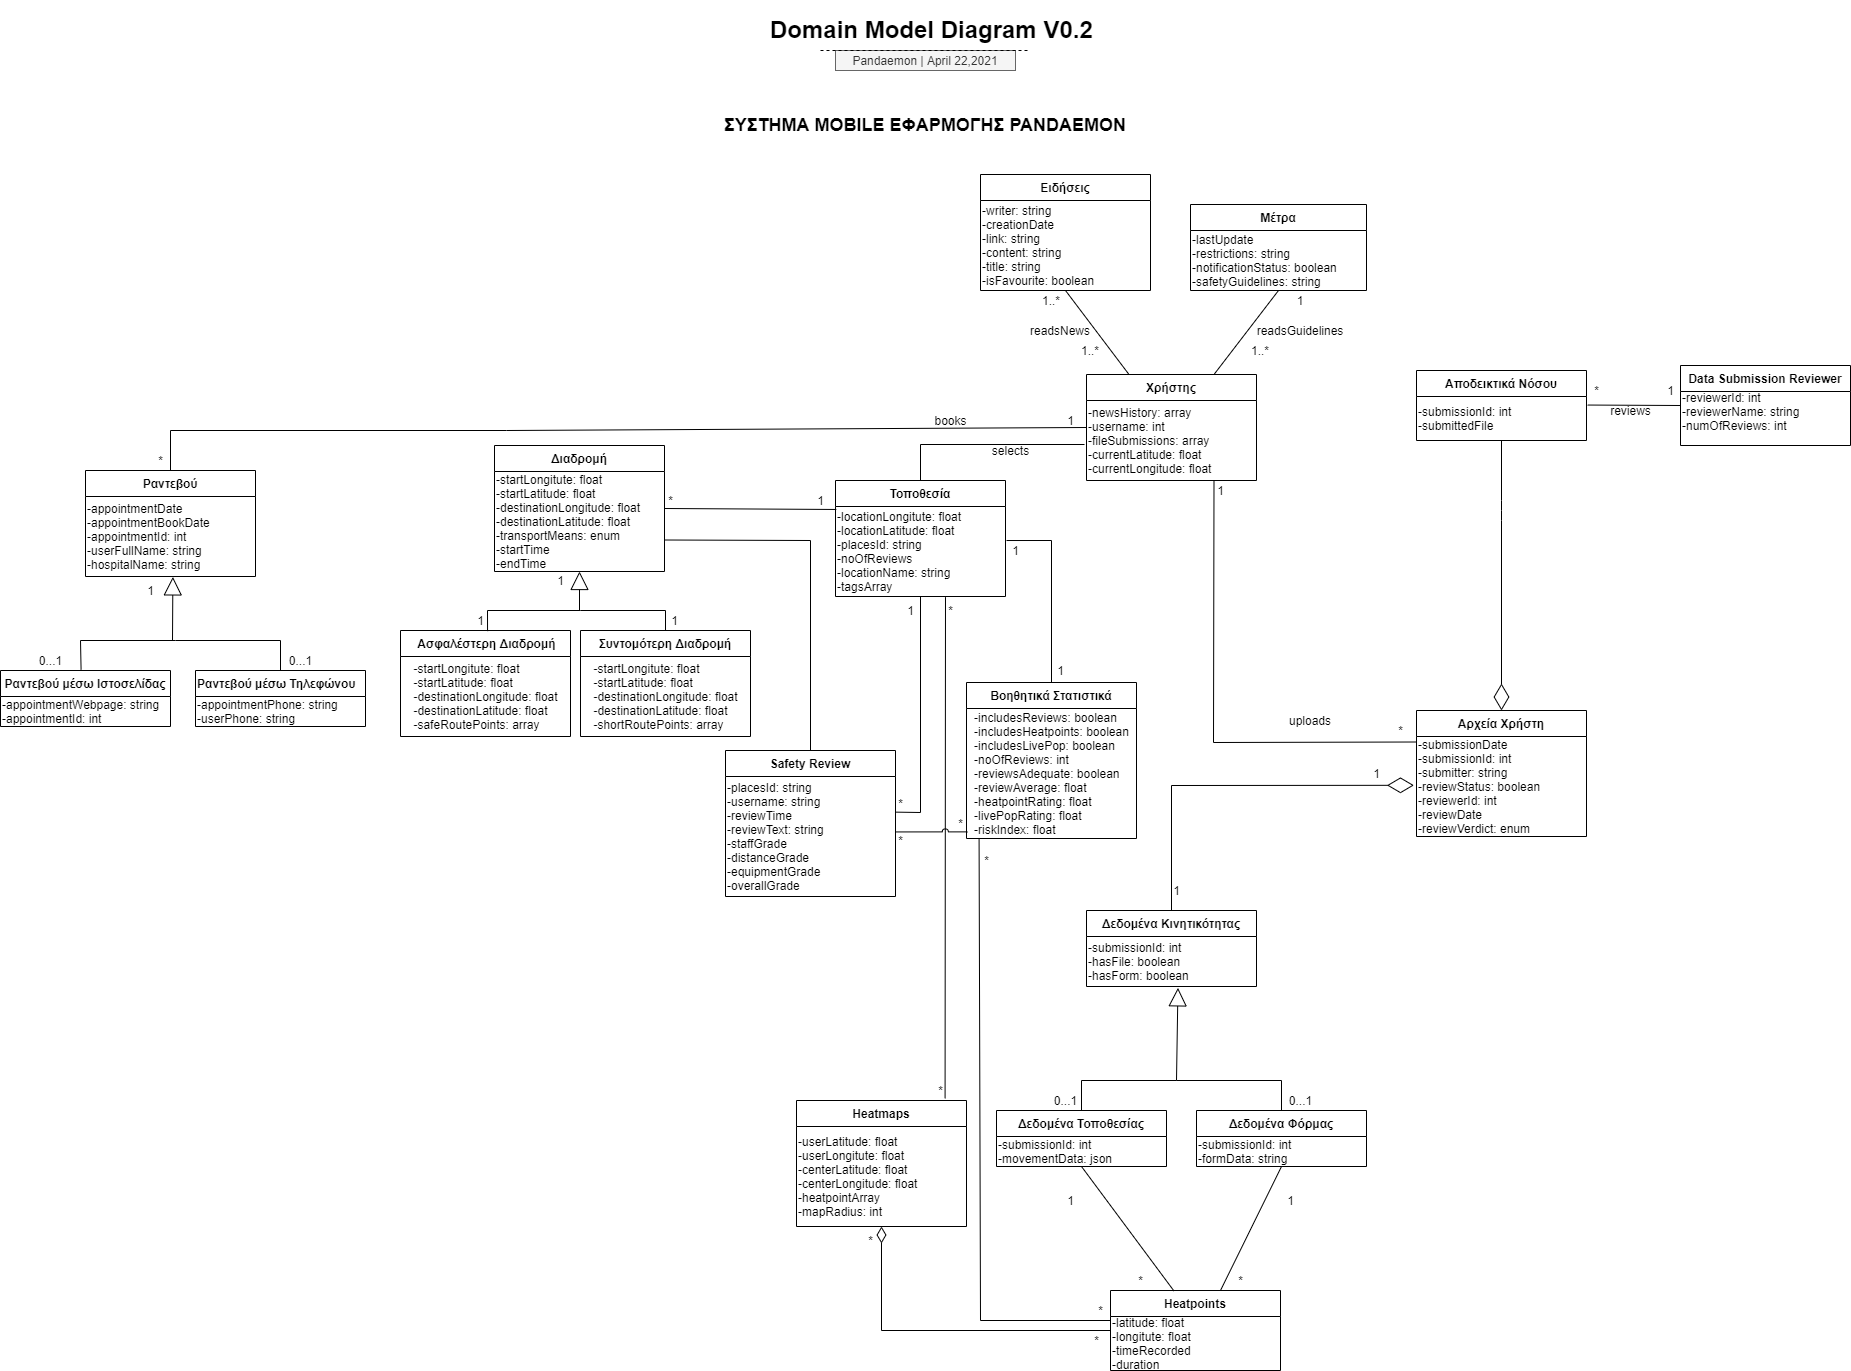 Domain Model Diagram V0.2
Pandaemon | April 22,2021
ΣΥΣΤΗΜΑ MOBILE ΕΦΑΡΜΟΓΗΣ PANDAEMON
Ειδήσεις
-writer: string
-creationDate
-link: string
-content: string
-title: string
-isFavourite: boolean
Μέτρα
-lastUpdate
-restrictions: string
-notificationStatus: boolean
-safetyGuidelines: string
1..*
1
readsNews
readsGuidelines
1..*
1..*
Χρήστης
-newsHistory: array
-username: int
-fileSubmissions: array
-currentLatitude: float
-currentLongitude: float
Αποδεικτικά Νόσου
-submissionId: int
-submittedFile
*
1
reviews
Data Submission Reviewer
-reviewerId: int
-reviewerName: string
-numOfReviews: int
books
1
selects
*
Ραντεβού
-appointmentDate
-appointmentBookDate
-appointmentId: int
-userFullName: string
-hospitalName: string
1
0...1
0...1
Ραντεβού μέσω Ιστοσελίδας
-appointmentWebpage: string
-appointmentId: int
Ραντεβού μέσω Τηλεφώνου
-appointmentPhone: string
-userPhone: string
Διαδρομή
-startLongitute: float
-startLatitude: float
-destinationLongitude: float
-destinationLatitude: float
-transportMeans: enum
-startTime
-endTime
*
1
1
1
1
Ασφαλέστερη Διαδρομή
-startLongitute: float
-startLatitude: float
-destinationLongitude: float
-destinationLatitude: float
-safeRoutePoints: array
Συντομότερη Διαδρομή
-startLongitute: float
-startLatitude: float
-destinationLongitude: float
-destinationLatitude: float
-shortRoutePoints: array
Τοποθεσία
-locationLongitute: float
-locationLatitude: float
-placesId: string
-noOfReviews
-locationName: string
-tagsArray
1
1
*
1
Βοηθητικά Στατιστικά
-includesReviews: boolean
-includesHeatpoints: boolean
-includesLivePop: boolean
-noOfReviews: int
-reviewsAdequate: boolean
-reviewAverage: float
-heatpointRating: float
-livePopRating: float
-riskIndex: float
Safety Review
-placesId: string
-username: string
-reviewTime
-reviewText: string
-staffGrade
-distanceGrade
-equipmentGrade
-overallGrade
*
*
*
*
1
uploads
*
Αρχεία Χρήστη
-submissionDate
-submissionId: int
-submitter: string
-reviewStatus: boolean
-reviewerId: int
-reviewDate
-reviewVerdict: enum
1
1
Δεδομένα Κινητικότητας
-submissionId: int
-hasFile: boolean
-hasForm: boolean
0...1
0...1
Δεδομένα Τοποθεσίας
-submissionId: int
-movementData: json
Δεδομένα Φόρμας
-submissionId: int
-formData: string
*
Heatmaps
-userLatitude: float
-userLongitute: float
-centerLatitude: float
-centerLongitude: float
-heatpointArray
-mapRadius: int
*
1
1
*
*
*
*
Heatpoints
-latitude: float
-longitute: float
-timeRecorded
-duration